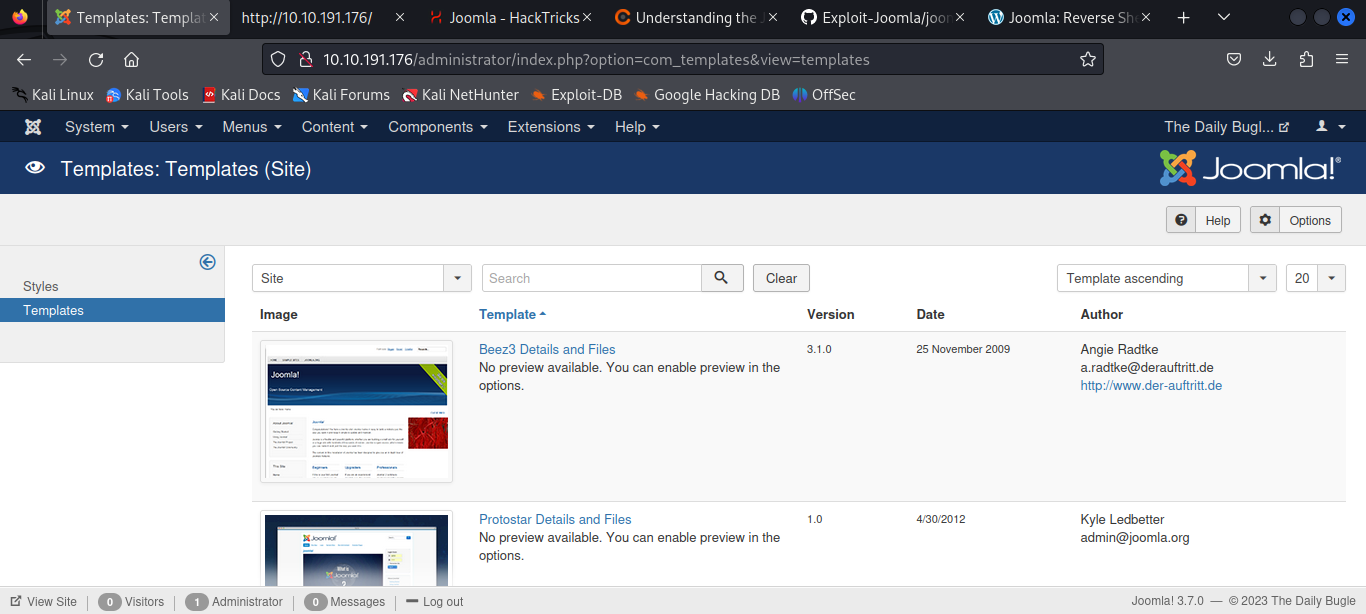 Templates: Templat
http://10.10.191.176/
Joomla - HackTricks
Understanding the J
Exploit-Joomla/joom
Joomla: Reverse She
10.10.191.176/administrator/index.php?option=com_templates&view=templates
Kali Linux Kali Tools Kali Docs Kali Forums Kali NetHunter Exploit-DB Google Hacking DB OffSec
System Users Menus Content Components Extensions Help The Daily Bugl...
Templates: Templates (Site)
Joomla!®
Help Options
Styles
Templates
Site Search Clear Template ascending 20
Image Template Version Date Author
Beez3 Details and Files 3.1.0 25 November 2009 Angie Radtke
No preview available. You can enable preview in the a.radtke@derauftritt.de
options. http://www.der-auftritt.de
Joomla!
Protostar Details and Files 1.0 4/30/2012 Kyle Ledbetter
No preview available. You can enable preview in the admin@joomla.org
options.
Joomla!
View Site 0 Visitors 1 Administrator 0 Messages Log out Joomla! 3.7.0 — © 2023 The Daily Bugle